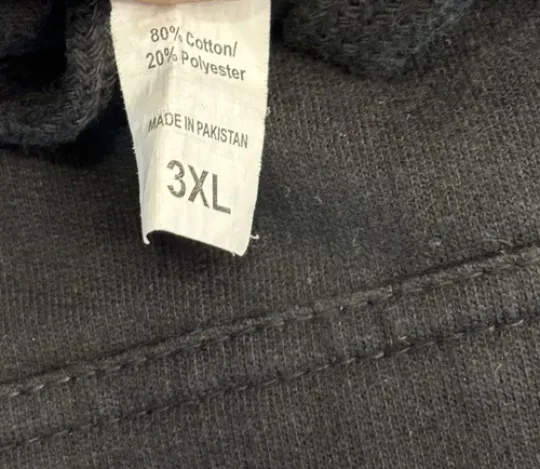 80% Cotton/
20% Polyester
MADE IN PAKISTAN
3XL